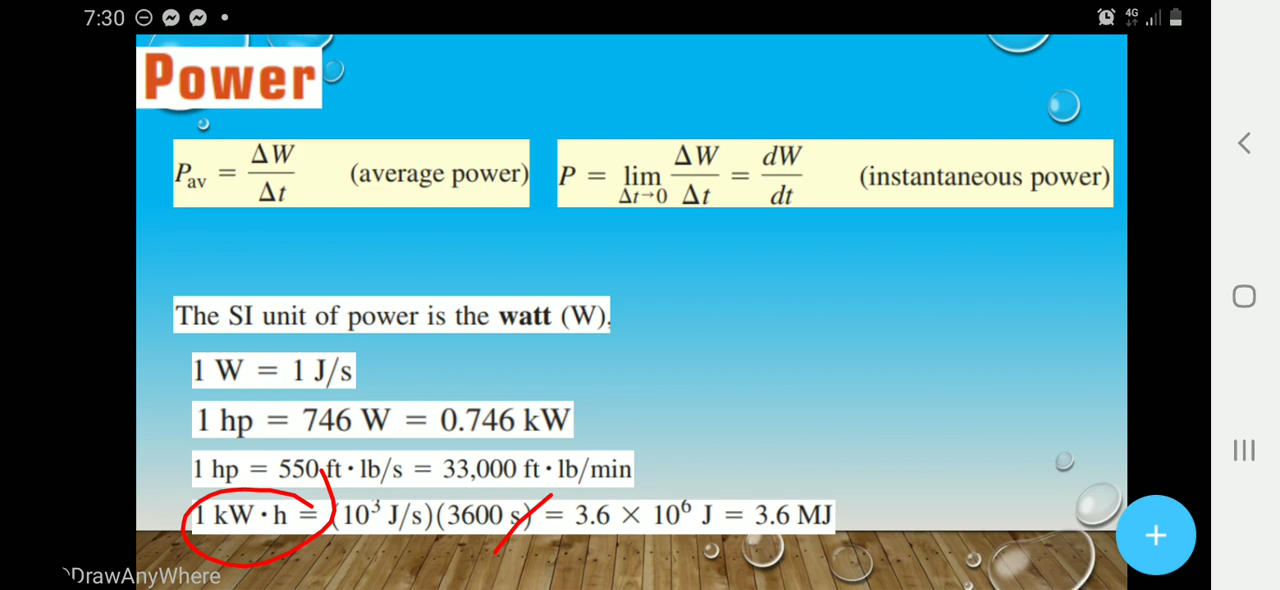 7:30
4G
Power
P_av = ΔW/Δt (average power)
P = lim_{Δt→0} ΔW/Δt = dW/dt (instantaneous power)
The SI unit of power is the watt (W).
1 W = 1 J/s
1 hp = 746 W = 0.746 kW
1 hp = 550 ft · lb/s = 33,000 ft · lb/min
1 kW · h = (10³ J/s)(3600 s) = 3.6 × 10⁶ J = 3.6 MJ
DrawAnyWhere